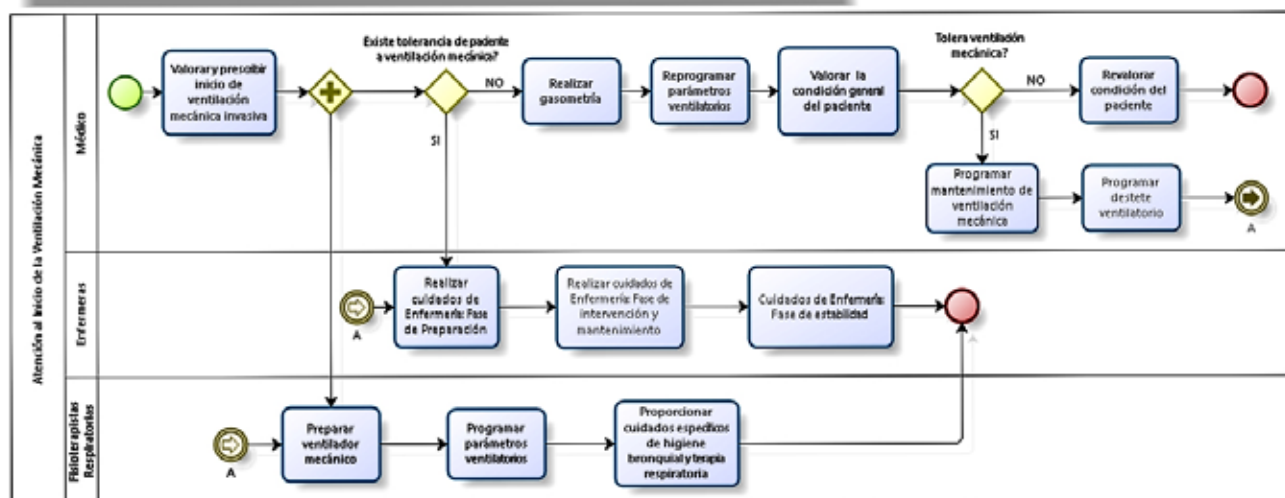 Atención al Inicio de la Ventilación Mecánica
Médico
Valorar y prescribir
inicio de
ventilación
mecánica invasiva
Existe tolerancia de paciente
a ventilación mecánica?
NO
SI
Realizar
gasometría
Reprogramar
parámetros
ventilatorios
Valorar la
condición general
del paciente
Tolera ventilación
mecánica?
NO
SI
Revalorar
condición del
paciente
Programar
mantenimiento de
ventilación
mecánica
Programar
destete
ventilatorio
A
Enfermeras
A
Realizar
cuidados de
Enfermería: Fase
de Preparación
Realizar cuidados de
Enfermería: Fase de
intervención y
mantenimiento
Cuidados de Enfermería:
Fase de estabilidad
Fisioterapistas
Respiratorios
A
Preparar
ventilador
mecánico
Programar
parámetros
ventilatorios
Proporcionar
cuidados específicos
de higiene
bronquial y terapia
respiratoria